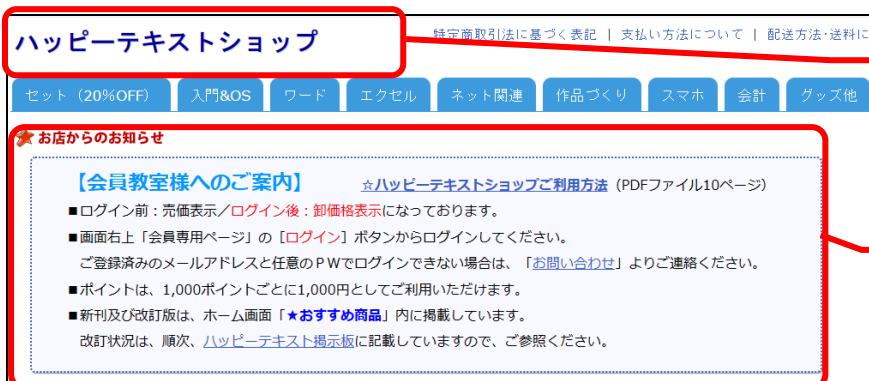 ハッピーテキストショップ
特定商取引法に基づく表記 | 支払い方法について | 配送方法・送料に
セット（20%OFF）
入門&OS
ワード
エクセル
ネット関連
作品づくり
スマホ
会計
グッズ他
お店からのお知らせ
【会員教室様へのご案内】 ☆ハッピーテキストショップご利用方法（PDFファイル10ページ）
■ログイン前：売価表示／ログイン後：卸価格表示になっております。
■画面右上「会員専用ページ」の［ログイン］ボタンからログインしてください。
ご登録済みのメールアドレスと任意のＰＷでログインできない場合は、「お問い合わせ」よりご連絡ください。
■ポイントは、1,000ポイントごとに1,000円としてご利用いただけます。
■新刊及び改訂版は、ホーム画面「★おすすめ商品」内に掲載しています。
改訂状況は、順次、ハッピーテキスト掲示板に記載していますので、ご参照ください。